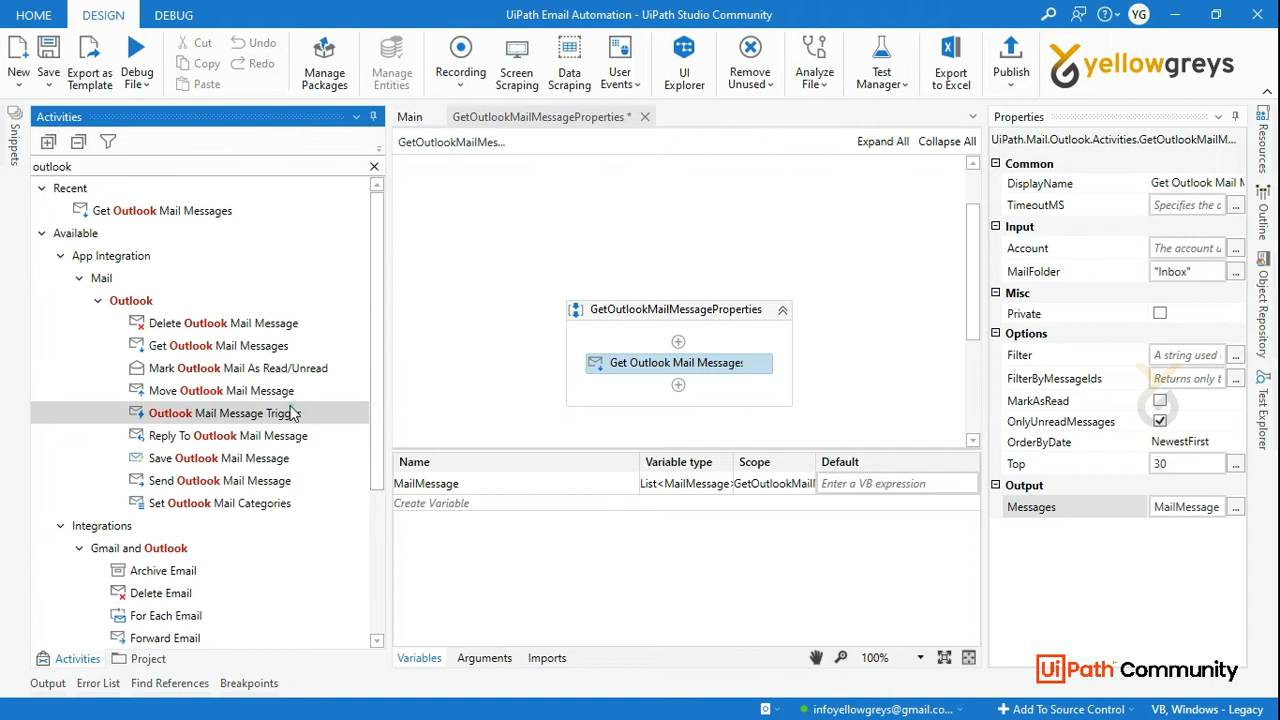 HOME DESIGN DEBUG UiPath Email Automation - UiPath Studio Community YG
New Save Export as Template Debug File Cut Copy Paste Undo Redo Manage Packages Manage Entities Recording Screen Scraping Data Scraping User Events UI Explorer Remove Unused Analyze File Test Manager Export to Excel Publish yellowgreys
Activities
outlook
Recent
Get Outlook Mail Messages
Available
App Integration
Mail
Outlook
Delete Outlook Mail Message
Get Outlook Mail Messages
Mark Outlook Mail As Read/Unread
Move Outlook Mail Message
Outlook Mail Message
Reply To Outlook Mail Message
Save Outlook Mail Message
Send Outlook Mail Message
Set Outlook Mail Categories
Integrations
Gmail and Outlook
Archive Email
Delete Email
For Each Email
Forward Email
Activities Project
Snippets
Main GetOutlookMailMessageProperties *
GetOutlookMailMes... Expand All Collapse All
GetOutlookMailMessageProperties
Get Outlook Mail Messages
Name Variable type Scope Default
MailMessage List<MailMessage> GetOutlookMail Enter a VB expression
Create Variable
Variables Arguments Imports 100%
Properties
UiPath.Mail.Outlook.Activities.GetOutlookMailM...
Common
DisplayName Get Outlook Mail M
TimeoutMS Specifies the ...
Input
Account The account ...
MailFolder "Inbox" ...
Misc
Private
Options
Filter A string used ...
FilterByMessageIds Returns only ...
MarkAsRead
OnlyUnreadMessages
OrderByDate NewestFirst
Top 30 ...
Output
Messages MailMessage ...
Resources
Outline
Object Repository
Test Explorer
UiPath Community
Output Error List Find References Breakpoints
infoyellowgreys@gmail.co... Add To Source Control VB, Windows - Legacy